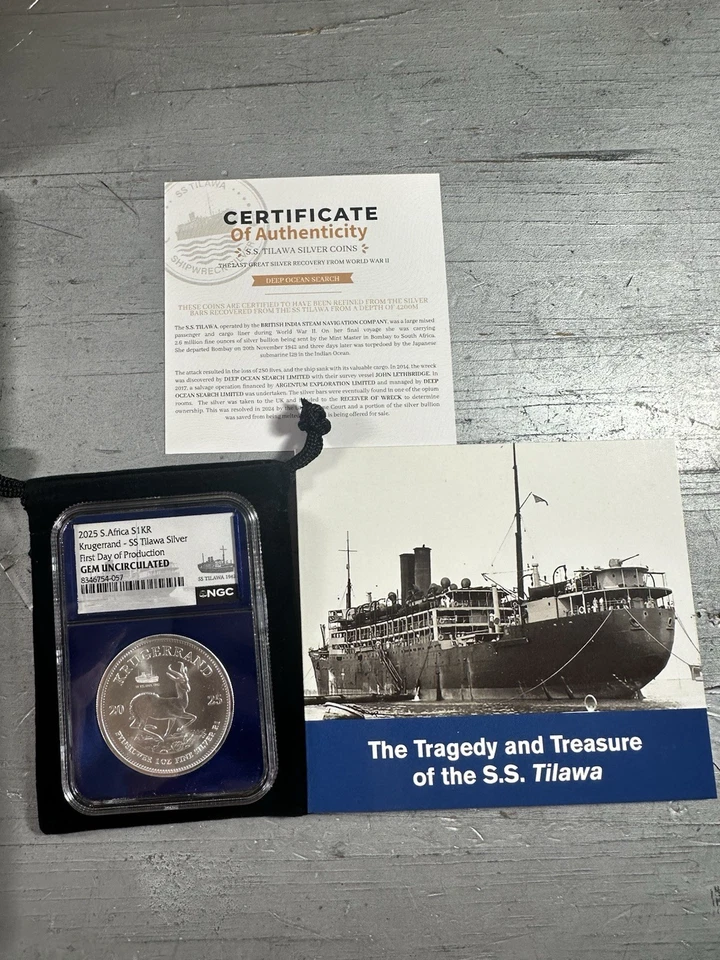 SS TILAWA
SHIPWRECK
CERTIFICATE
Of Authenticity
S.S. TILAWA SILVER COINS
THE LAST GREAT SILVER RECOVERY FROM WORLD WAR II
DEEP OCEAN SEARCH
THESE COINS ARE CERTIFIED TO HAVE BEEN REFINED FROM THE SILVER
BARS RECOVERED FROM THE SS TILAWA FROM A DEPTH OF 4200M
The S.S. TILAWA, operated by the BRITISH INDIA STEAM NAVIGATION COMPANY, was a large mixed
passenger and cargo liner during World War II. On her final voyage she was carrying
2.6 million fine ounces of silver bullion being sent by the Mint Master in Bombay to South Africa.
She departed Bombay on 20th November 1942 and three days later was torpedoed by the Japanese
submarine I29 in the Indian Ocean.
The attack resulted in the loss of 280 lives, and the ship sank with its valuable cargo. In 2014, the wreck
was discovered by DEEP OCEAN SEARCH LIMITED with their survey vessel JOHN LETHBRIDGE. In
2017, a salvage operation financed by ARGENTUM EXPLORATION LIMITED and managed by DEEP
OCEAN SEARCH LIMITED was undertaken. The silver bars were eventually found in one of the opium
rooms. The silver was taken to the UK and handed to the RECEIVER OF WRECK to determine
ownership. This was resolved in 2024 by the Court and a portion of the silver bullion
was saved from being is being offered for sale.
2025 S.Africa S1KR
Krugerrand - SS Tilawa Silver
First Day of Production
GEM UNCIRCULATED
8346754-057
SS TILAWA 1942
NGC
KRUGERRAND
20 25
FYNSILWER 1 OZ FINE SILVER R1
The Tragedy and Treasure
of the S.S. Tilawa